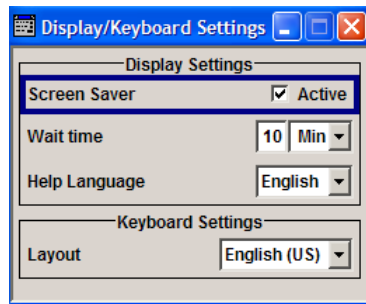 Display/Keyboard Settings
Display Settings
Screen Saver Active
Wait time 10 Min
Help Language English
Keyboard Settings
Layout English (US)